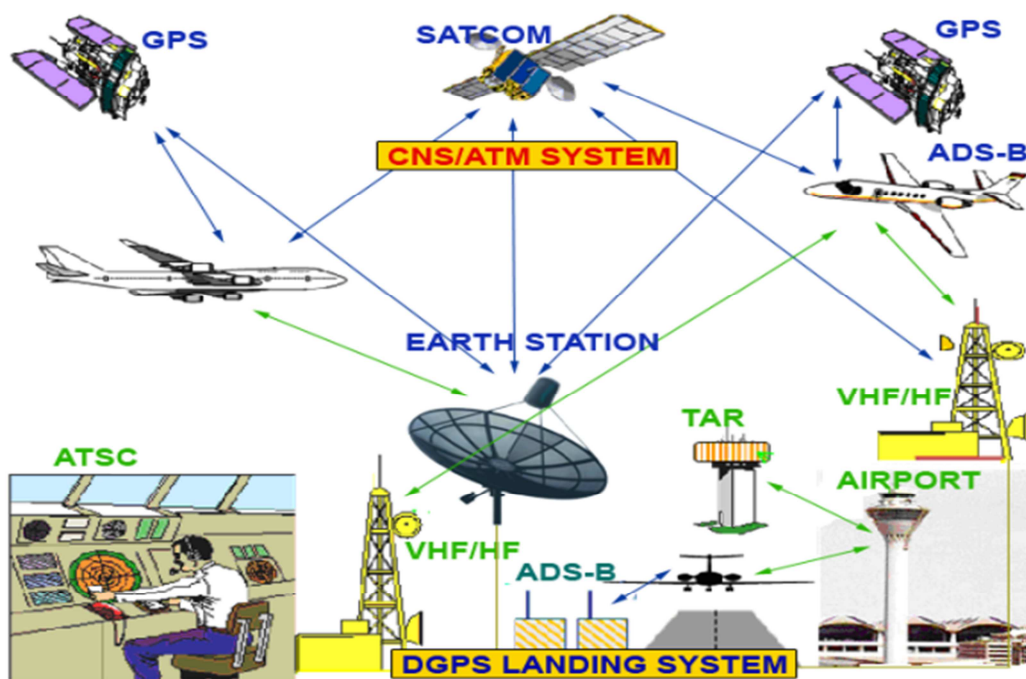 GPS
SATCOM
GPS
CNS/ATM SYSTEM
ADS-B
EARTH STATION
VHF/HF
TAR
ATSC
AIRPORT
VHF/HF
ADS-B
DGPS LANDING SYSTEM